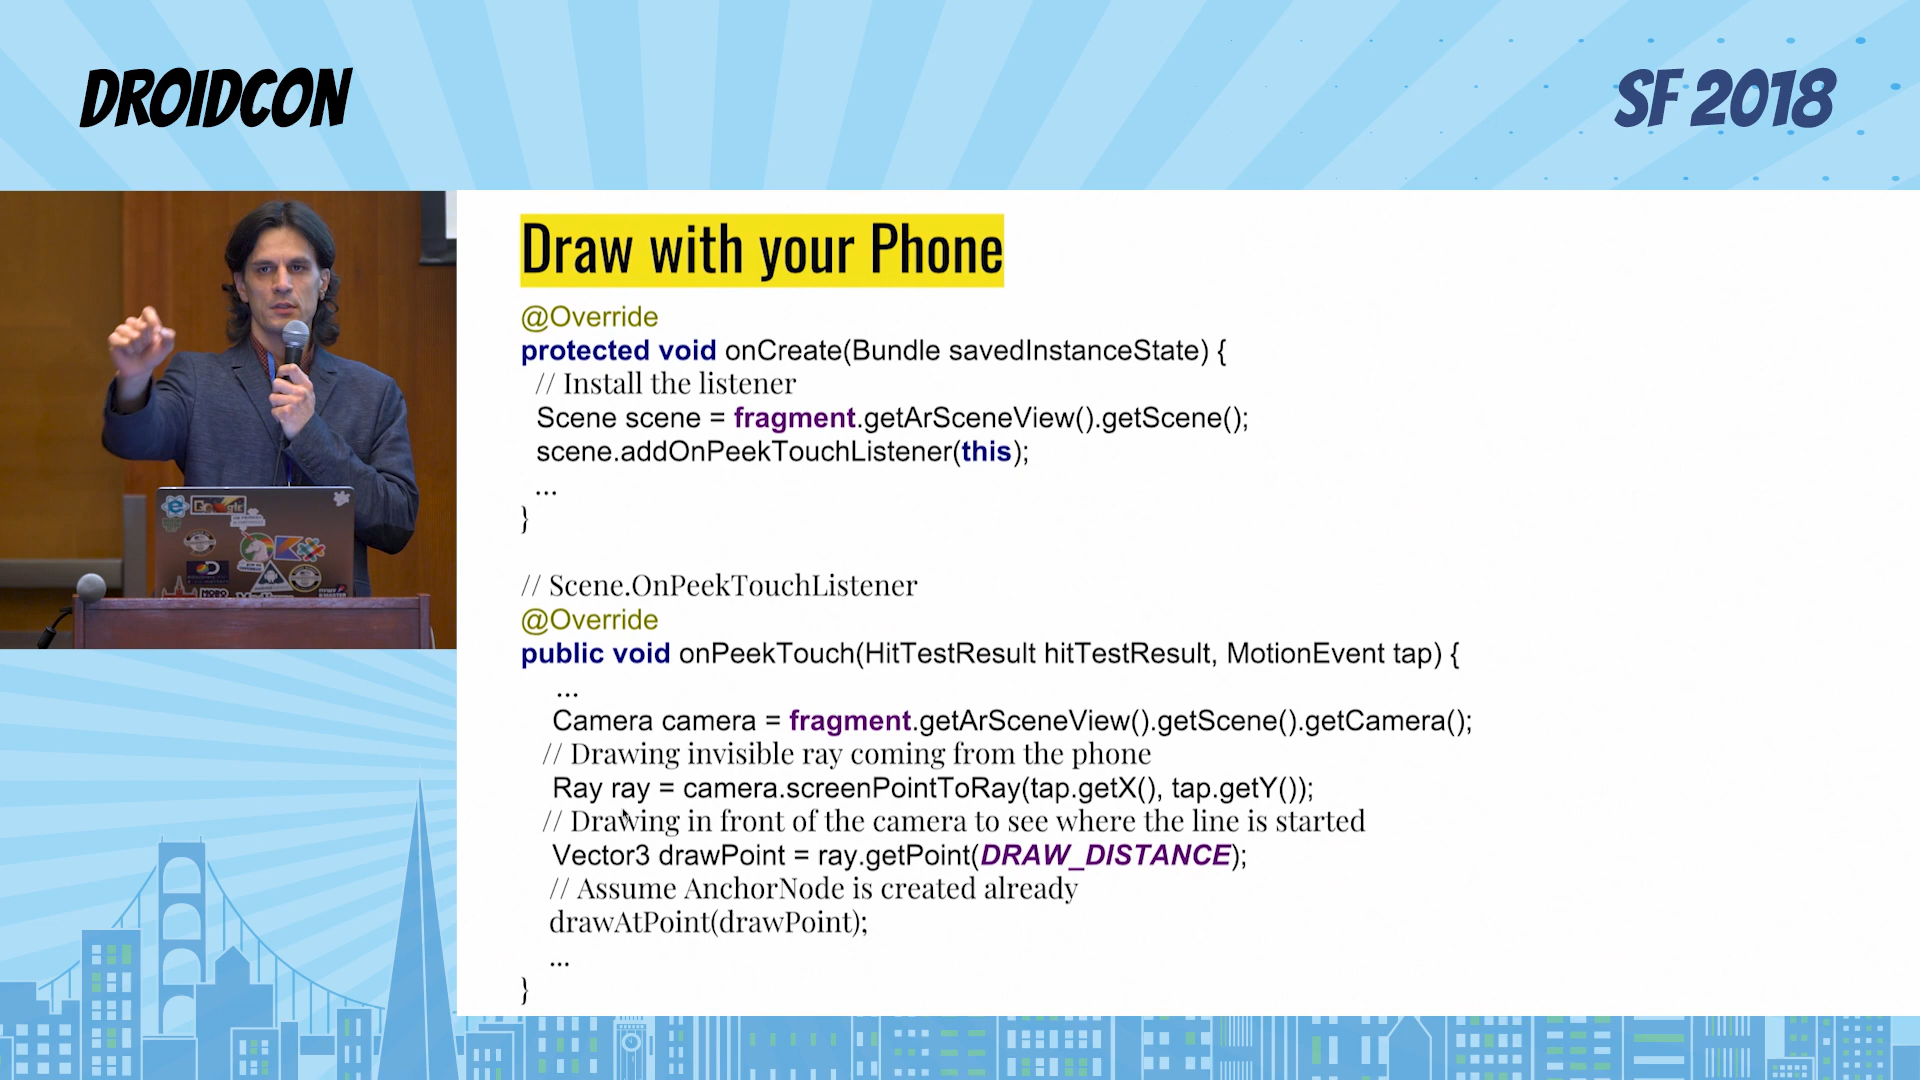 DROIDCON
SF 2018
Draw with your Phone
@Override
protected void onCreate(Bundle savedInstanceState) {
// Install the listener
Scene scene = fragment.getArSceneView().getScene();
scene.addOnPeekTouchListener(this);
...
}
// Scene.OnPeekTouchListener
@Override
public void onPeekTouch(HitTestResult hitTestResult, MotionEvent tap) {
...
Camera camera = fragment.getArSceneView().getScene().getCamera();
// Drawing invisible ray coming from the phone
Ray ray = camera.screenPointToRay(tap.getX(), tap.getY());
// Drawing in front of the camera to see where the line is started
Vector3 drawPoint = ray.getPoint(DRAW_DISTANCE);
// Assume AnchorNode is created already
drawAtPoint(drawPoint);
...
}
Google